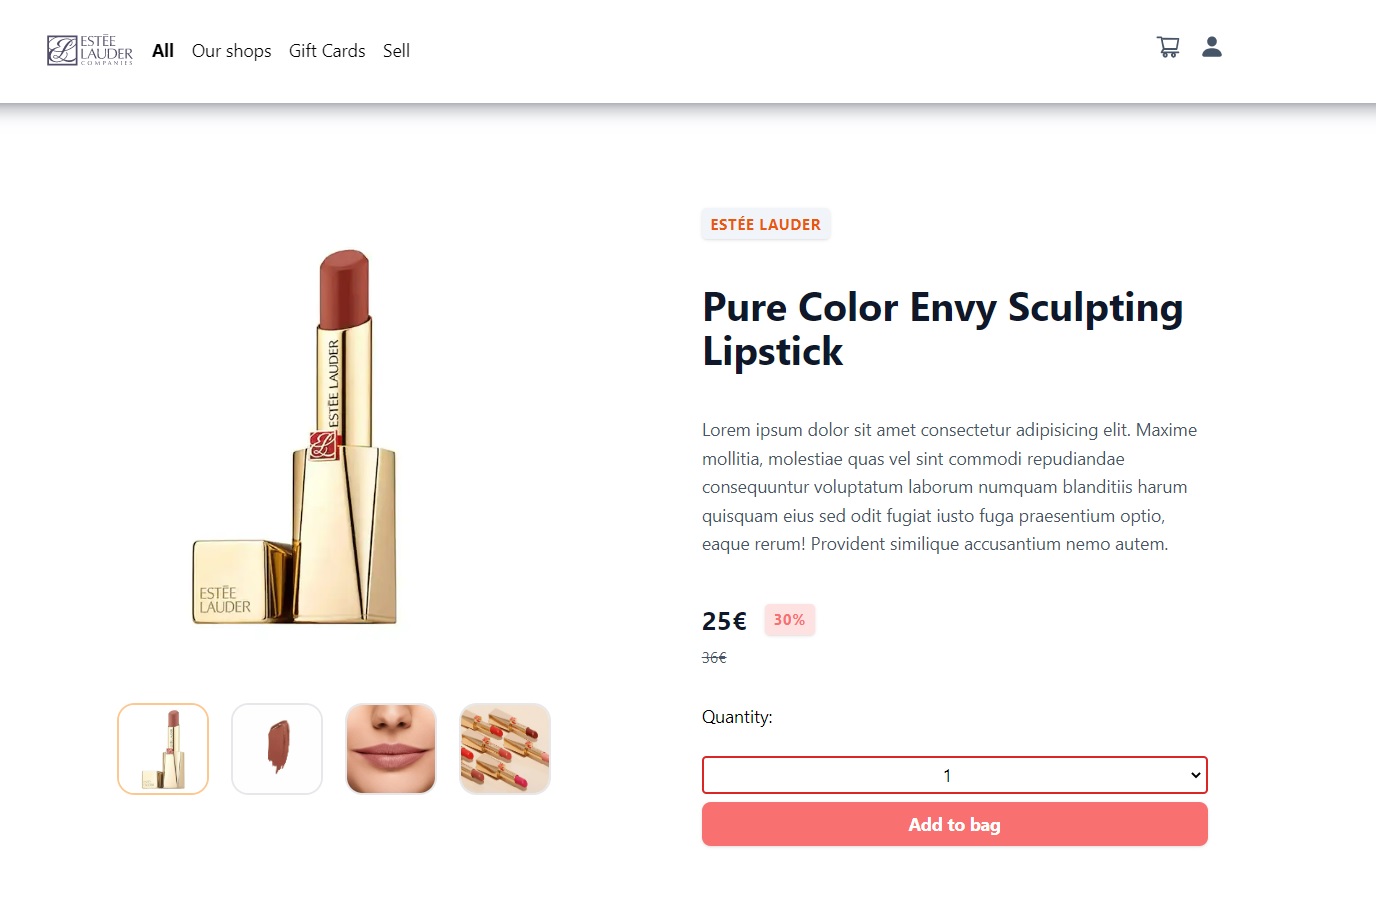 ESTĒE
LAUDER
COMPANIES
All Our shops Gift Cards Sell
ESTÉE LAUDER
Pure Color Envy Sculpting
Lipstick
ESTĒE LAUDER
ESTĒE
LAUDER
Lorem ipsum dolor sit amet consectetur adipisicing elit. Maxime
mollitia, molestiae quas vel sint commodi repudiandae
consequuntur voluptatum laborum numquam blanditiis harum
quisquam eius sed odit fugiat iusto fuga praesentium optio,
eaque rerum! Provident similique accusantium nemo autem.
25€ 30%
36€
Quantity:
1
Add to bag